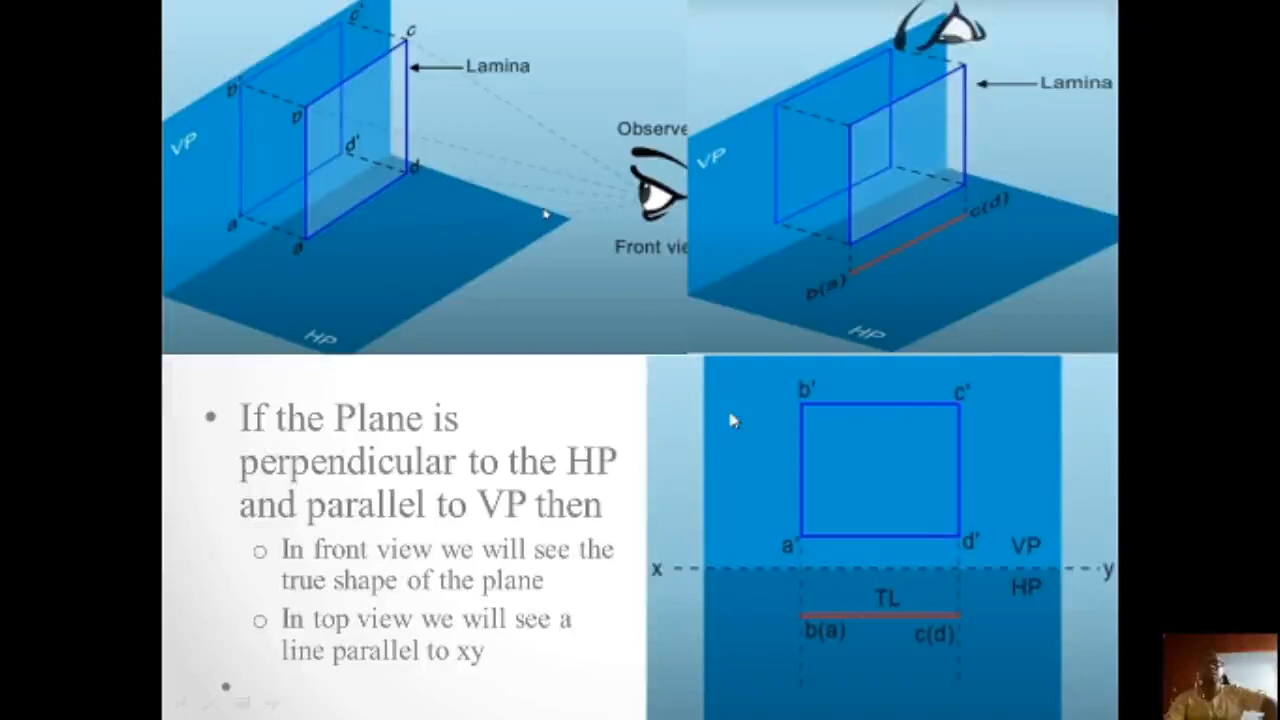 c'
c
Lamina
b'
b
VP
d'
d
Observe
a'
a
Front vie
HP
Lamina
VP
c(d)
b(a)
HP
• If the Plane is
perpendicular to the HP
and parallel to VP then
o In front view we will see the
true shape of the plane
o In top view we will see a
line parallel to xy
b'
c'
a'
d'
VP
x
y
HP
TL
b(a)
c(d)